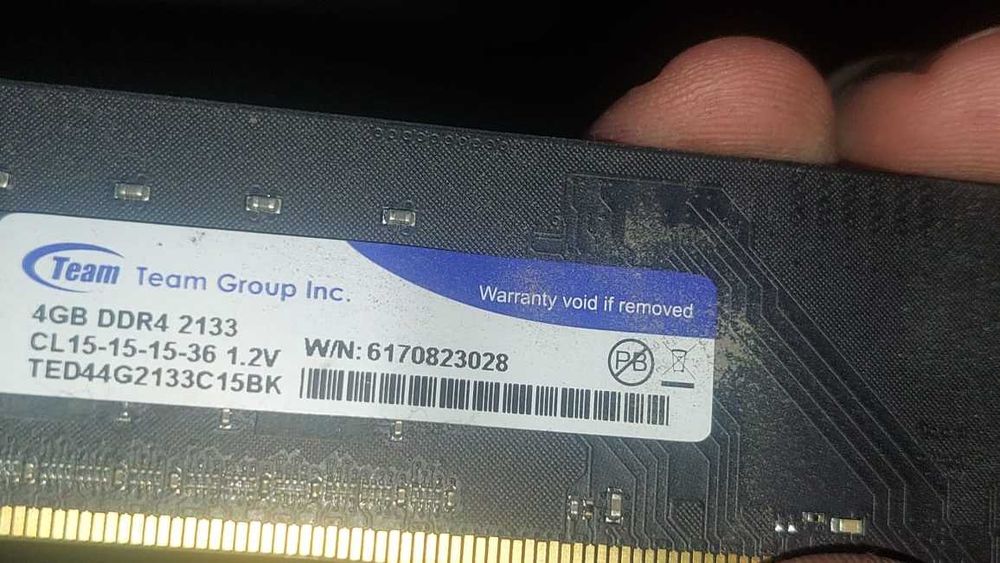 Team Team Group Inc.
Warranty void if removed
4GB DDR4 2133
CL15-15-15-36 1.2V
TED44G2133C15BK
W/N: 6170823028
PB